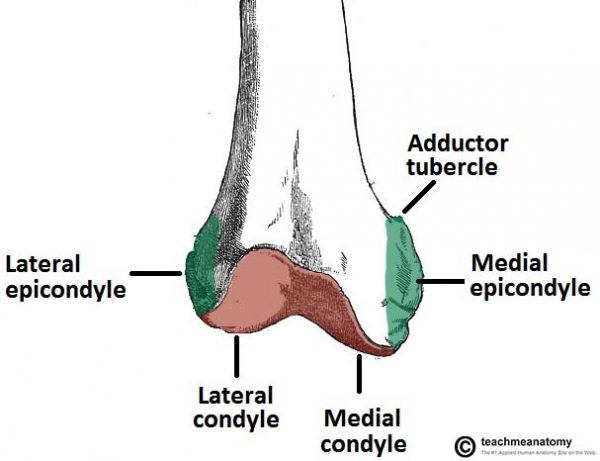 Adductor
tubercle
Lateral
epicondyle
Medial
epicondyle
Lateral
condyle
Medial
condyle
© teachmeanatomy
The #1 Applied Human Anatomy Site on the Web.